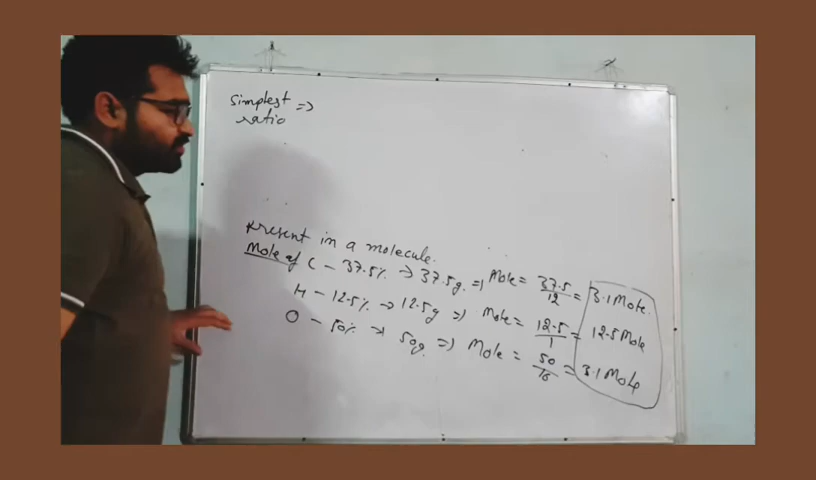 simplest =>
ratio
Present in a molecule.
Mole of C - 37.5% → 37.5g => Mole = 37.5/12 = 3.1 Mole.
H - 12.5% → 12.5g => Mole = 12.5/1 = 12.5 Mole
O - 50% → 50g => Mole = 50/16 = 3.1 Mole